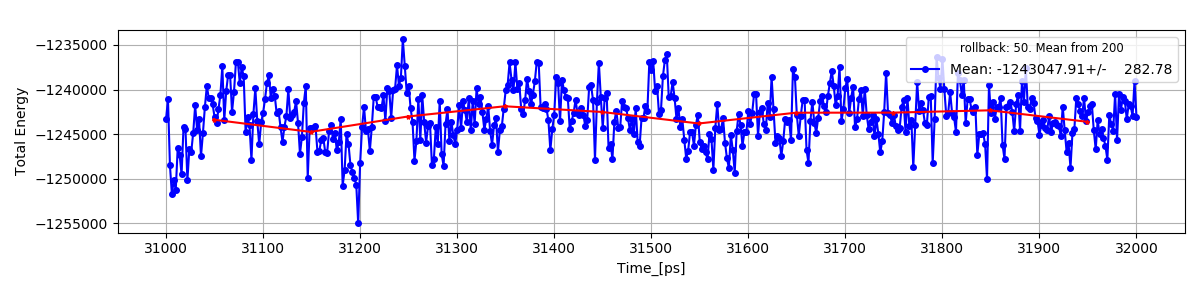 rollback: 50. Mean from 200
Mean: -1243047.91+/- 282.78
−1235000
−1240000
−1245000
−1250000
−1255000
Total Energy
31000 31100 31200 31300 31400 31500 31600 31700 31800 31900 32000
Time_[ps]